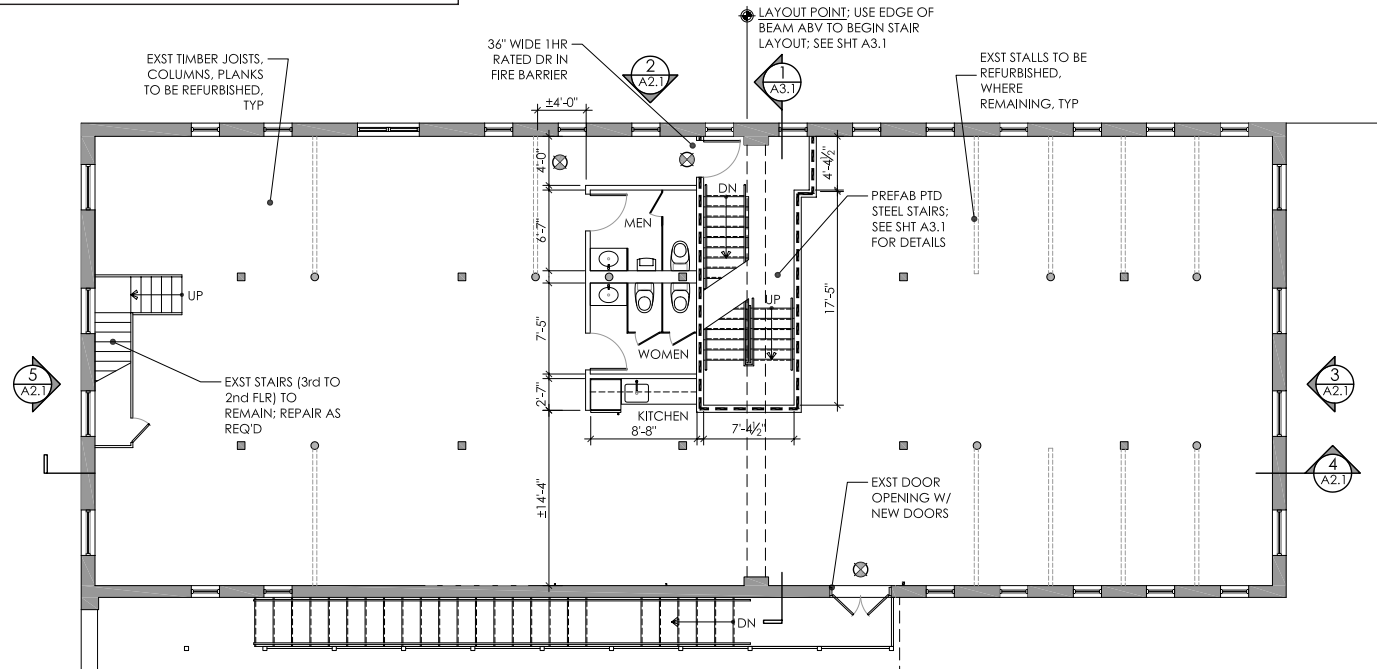 LAYOUT POINT; USE EDGE OF
BEAM ABV TO BEGIN STAIR
LAYOUT; SEE SHT A3.1
EXST TIMBER JOISTS,
COLUMNS, PLANKS
TO BE REFURBISHED,
TYP
36" WIDE 1HR
RATED DR IN
FIRE BARRIER
2
A2.1
1
A3.1
EXST STALLS TO BE
REFURBISHED,
WHERE
REMAINING, TYP
±4'-0"
4'-0"
4'-4½"
DN
MEN
6'-7"
PREFAB PTD
STEEL STAIRS;
SEE SHT A3.1
FOR DETAILS
UP
UP
17'-5"
7'-5"
WOMEN
5
A2.1
EXST STAIRS (3rd TO
2nd FLR) TO
REMAIN; REPAIR AS
REQ'D
3
A2.1
2'-7"
KITCHEN
8'-8"
7'-4½"
4
A2.1
±14'-4"
EXST DOOR
OPENING W/
NEW DOORS
DN